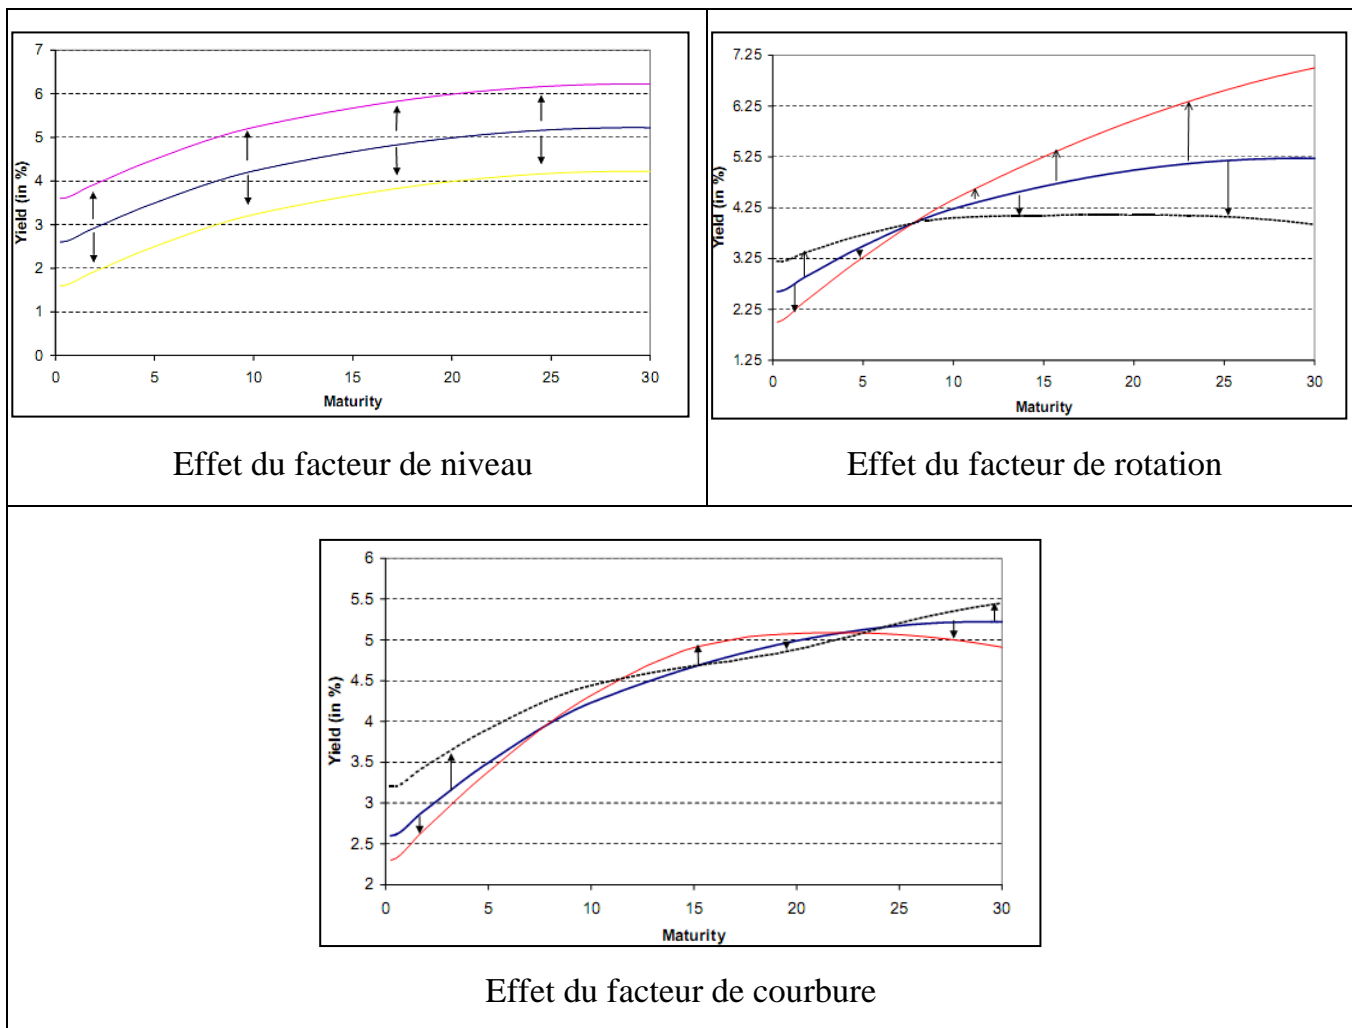 7
6
5
4
3
2
1
0
Yield (in %)
0 5 10 15 20 25 30
Maturity
Effet du facteur de niveau
7.25
6.25
5.25
4.25
3.25
2.25
1.25
Yield (in %)
0 5 10 15 20 25 30
Maturity
Effet du facteur de rotation
6
5.5
5
4.5
4
3.5
3
2.5
2
Yield (in %)
0 5 10 15 20 25 30
Maturity
Effet du facteur de courbure